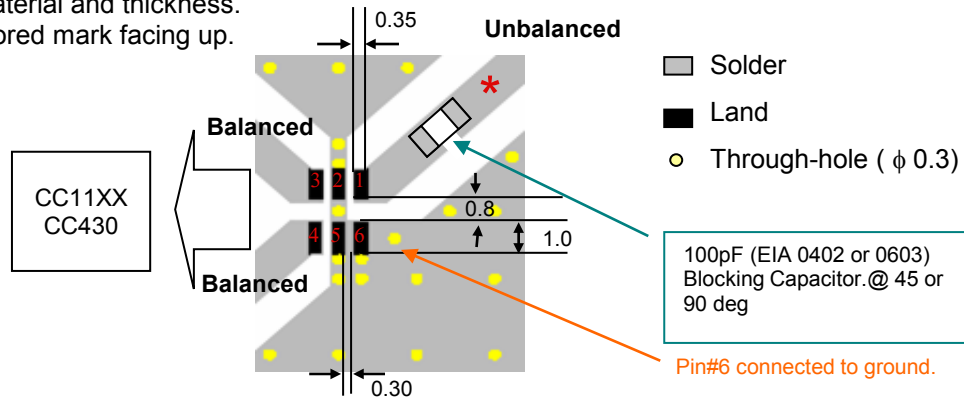 aterial and thickness.
ored mark facing up.
0.35
Unbalanced
*
Solder
Land
Through-hole ( ϕ 0.3)
Balanced
CC11XX
CC430
3 2 1
0.8
4 5 6
1.0
Balanced
100pF (EIA 0402 or 0603)
Blocking Capacitor.@ 45 or
90 deg
Pin#6 connected to ground.
0.30